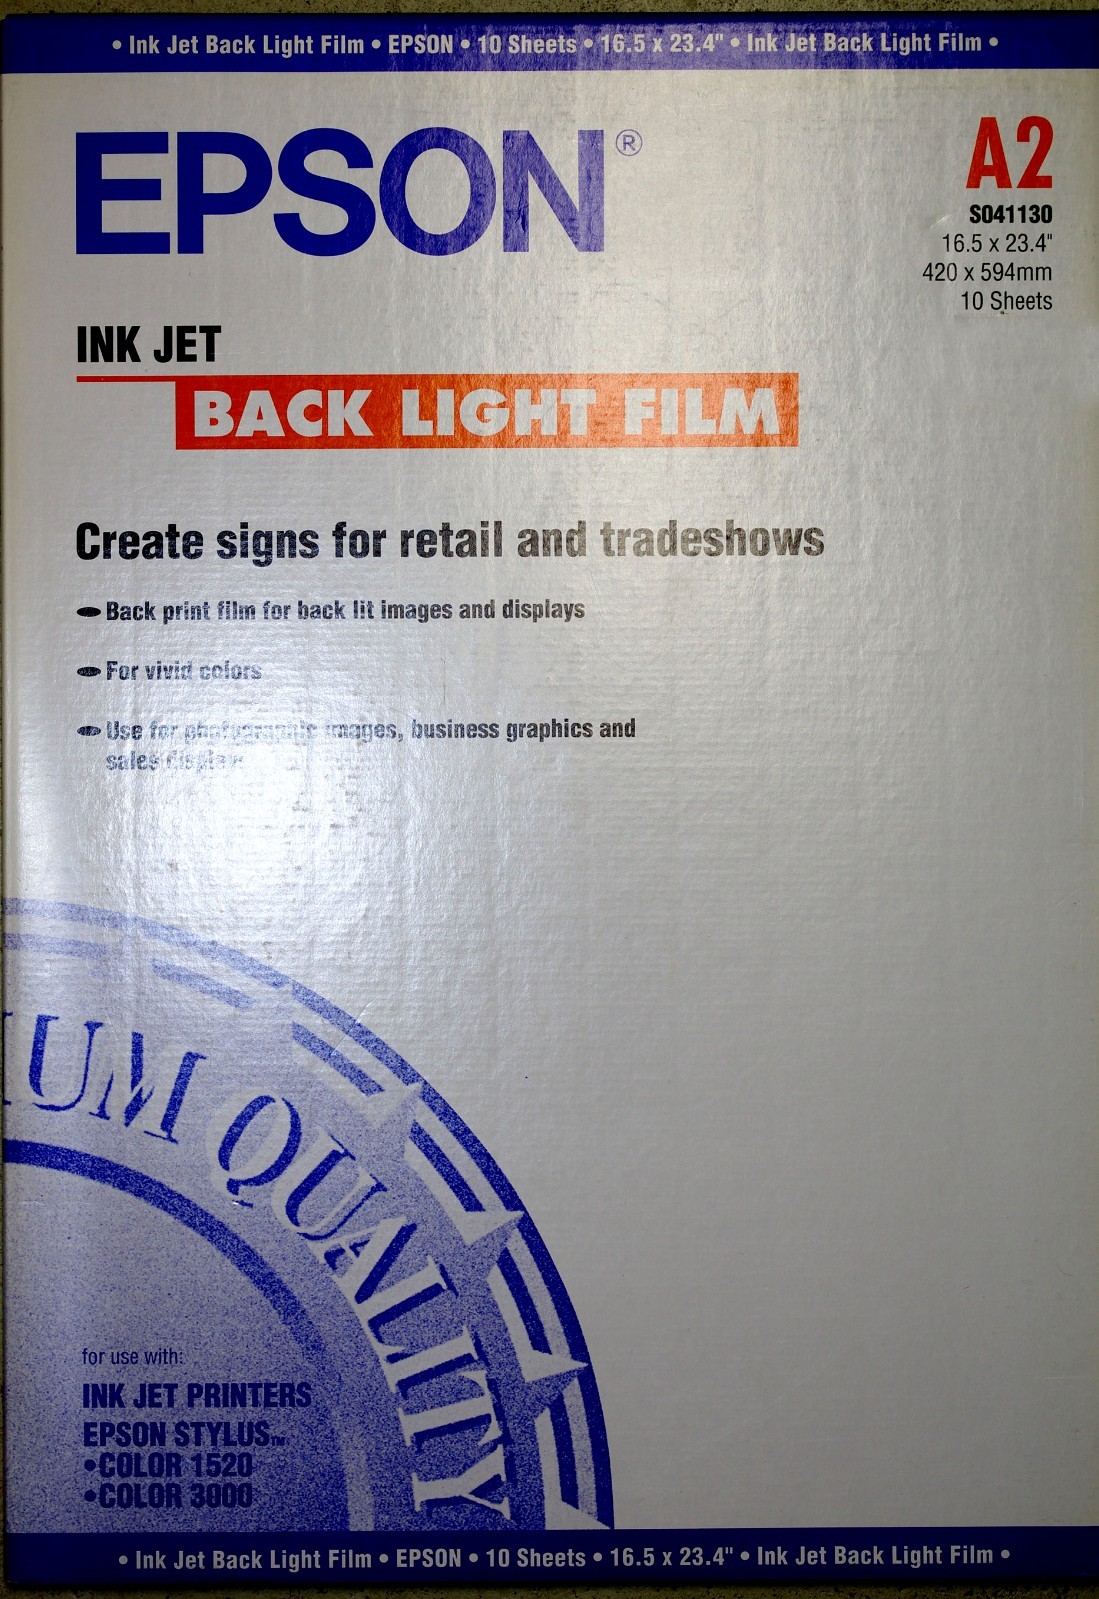 • Ink Jet Back Light Film • EPSON • 10 Sheets • 16.5 x 23.4" • Ink Jet Back Light Film •
EPSON®
A2
S041130
16.5 x 23.4"
420 x 594mm
10 Sheets
INK JET
BACK LIGHT FILM
Create signs for retail and tradeshows
Back print film for back lit images and displays
For vivid colors
Use for photographic images, business graphics and
sales display
IUM QUALITY
for use with:
INK JET PRINTERS
EPSON STYLUS™
•COLOR 1520
•COLOR 3000
• Ink Jet Back Light Film • EPSON • 10 Sheets • 16.5 x 23.4" • Ink Jet Back Light Film •